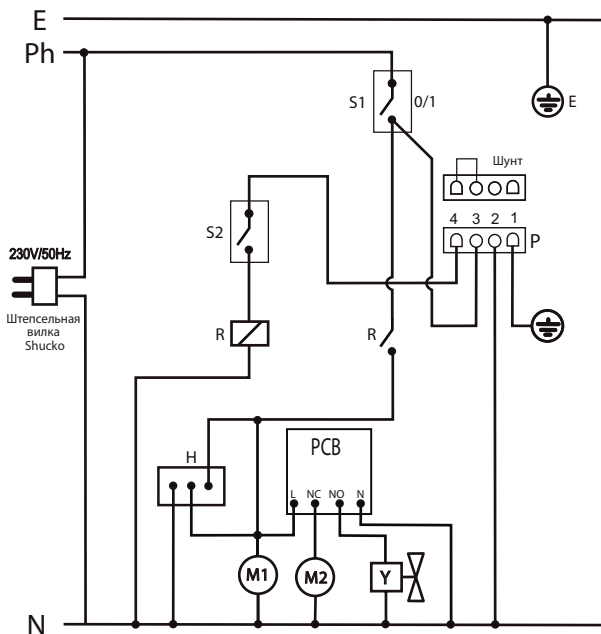 E
Ph
S1
0/1
E
Шунт
4 3 2 1
P
S2
230V/50Hz
Штепсельная
вилка
Shucko
R
R
H
PCB
L NC NO N
M1
M2
Y
N